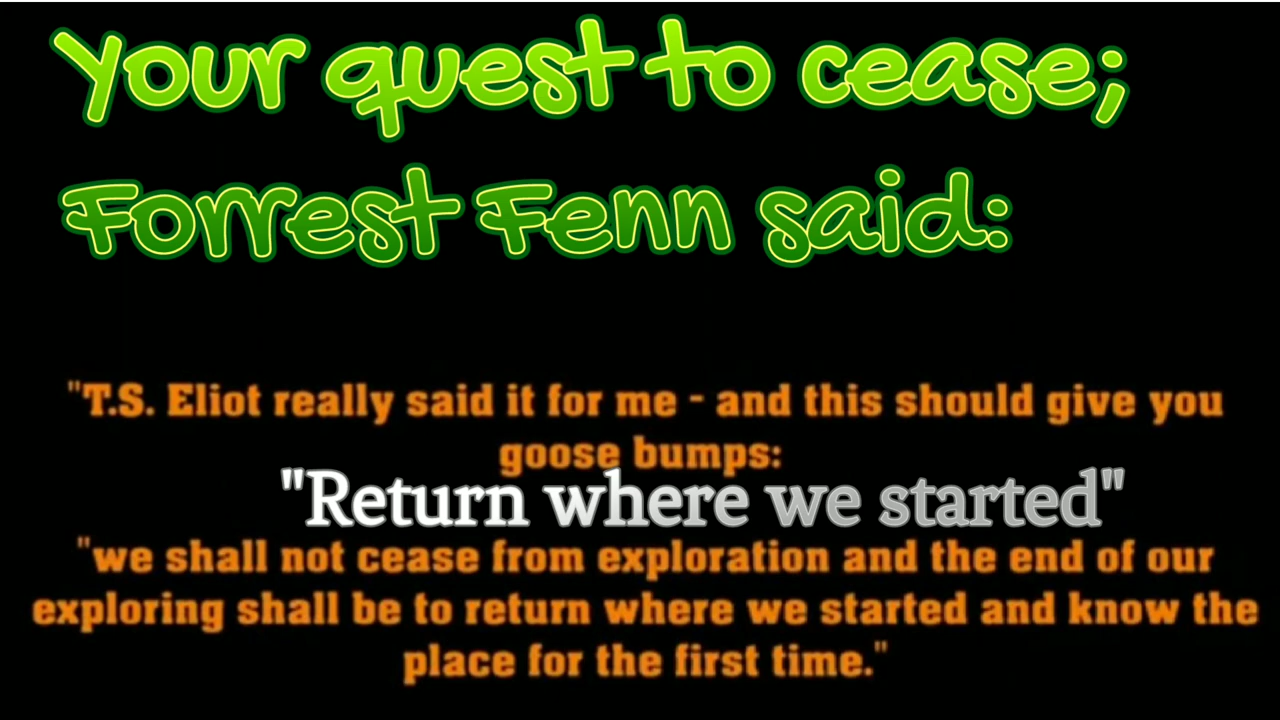 Your quest to cease;
Forrest Fenn said:
"T.S. Eliot really said it for me - and this should give you
goose bumps:
"Return where we started"
"we shall not cease from exploration and the end of our
exploring shall be to return where we started and know the
place for the first time."